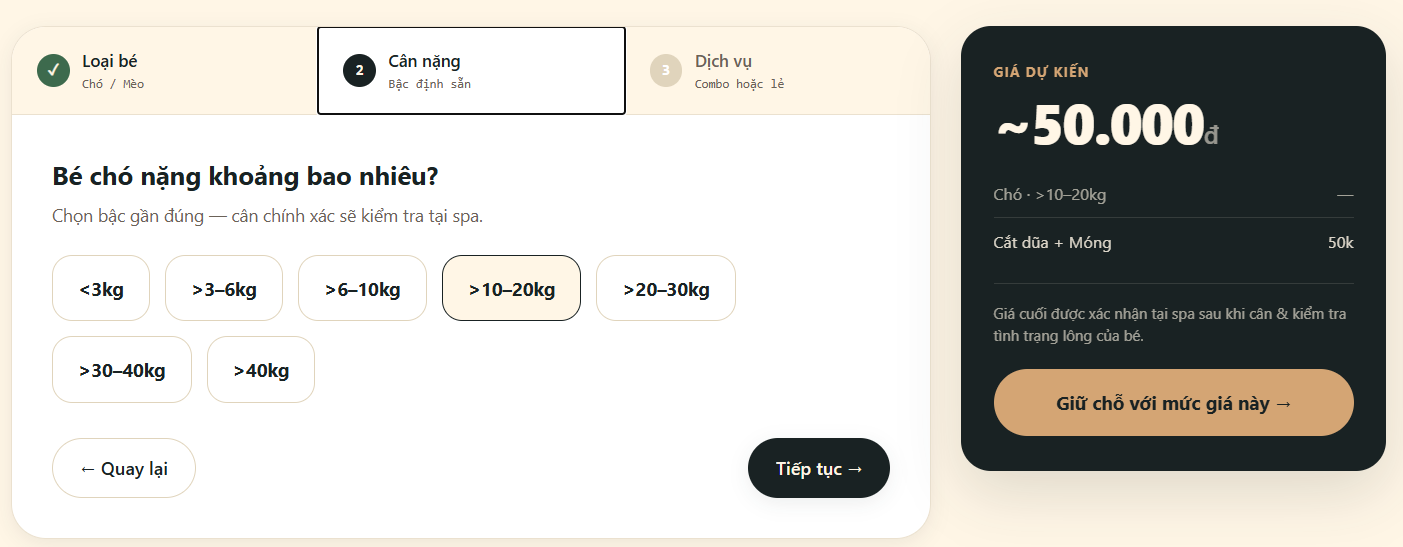 ✓
Loại bé
Chó / Mèo
2
Cân nặng
Bậc định sẵn
3
Dịch vụ
Combo hoặc lẻ
Bé chó nặng khoảng bao nhiêu?
Chọn bậc gần đúng — cân chính xác sẽ kiểm tra tại spa.
<3kg
>3–6kg
>6–10kg
>10–20kg
>20–30kg
>30–40kg
>40kg
← Quay lại
Tiếp tục →
GIÁ DỰ KIẾN
~50.000đ
Chó · >10–20kg —
Cắt dũa + Móng 50k
Giá cuối được xác nhận tại spa sau khi cân & kiểm tra
tình trạng lông của bé.
Giữ chỗ với mức giá này →